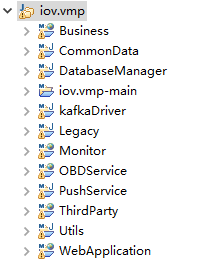 iov.vmp
Business
CommonData
DatabaseManager
iov.vmp-main
kafkaDriver
Legacy
Monitor
OBDService
PushService
ThirdParty
Utils
WebApplication